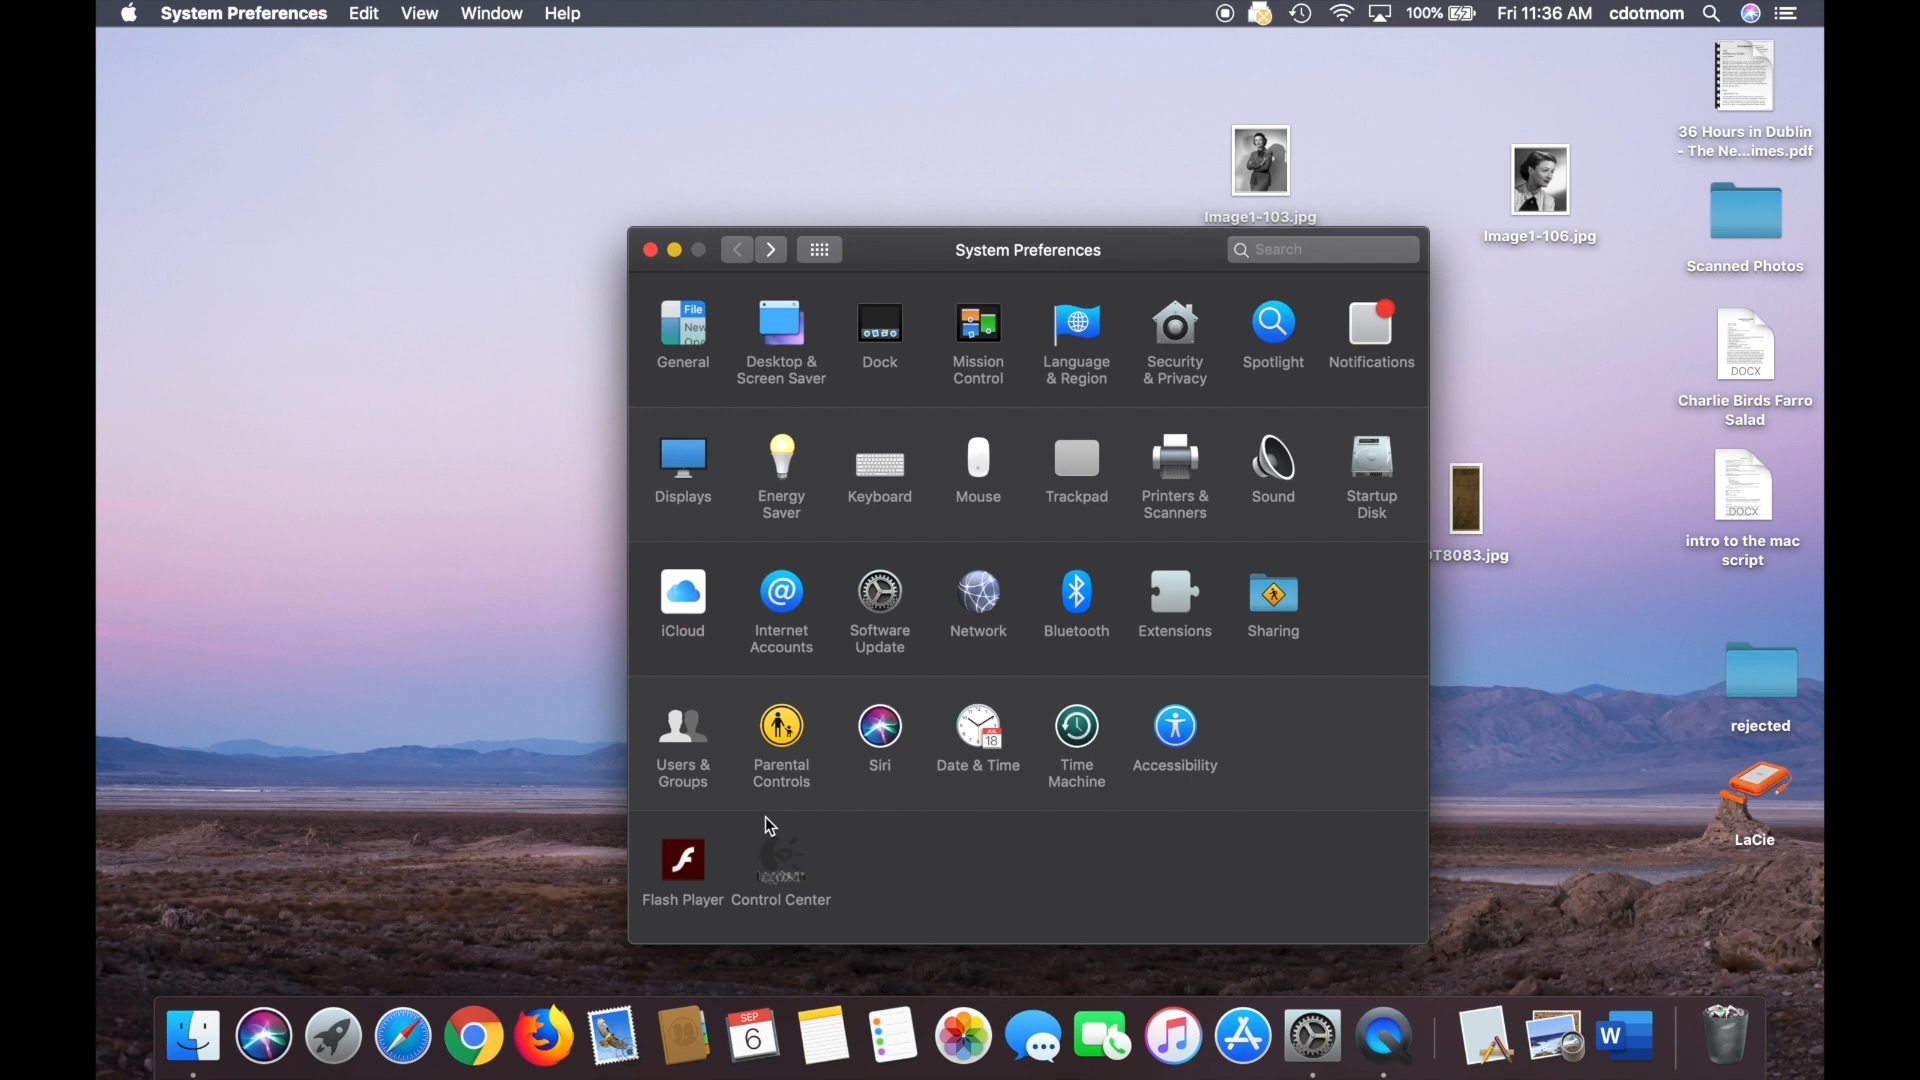 System Preferences Edit View Window Help
100% Fri 11:36 AM cdotmom
36 Hours in Dublin
- The Ne...imes.pdf
Image1-103.jpg
Image1-106.jpg
Scanned Photos
System Preferences
Search
File
New
Ope
General
Desktop &
Screen Saver
Dock
Mission
Control
Language
& Region
Security
& Privacy
Spotlight
Notifications
DOCX
Charlie Birds Farro
Salad
Displays
Energy
Saver
Keyboard
Mouse
Trackpad
Printers &
Scanners
Sound
Startup
Disk
DOCX
intro to the mac
script
T8083.jpg
iCloud
@
Internet
Accounts
Software
Update
Network
Bluetooth
Extensions
Sharing
rejected
Users &
Groups
Parental
Controls
Siri
JUL
18
Date & Time
Time
Machine
Accessibility
LaCie
Flash Player
Logitech
Control Center
SEP
6
W